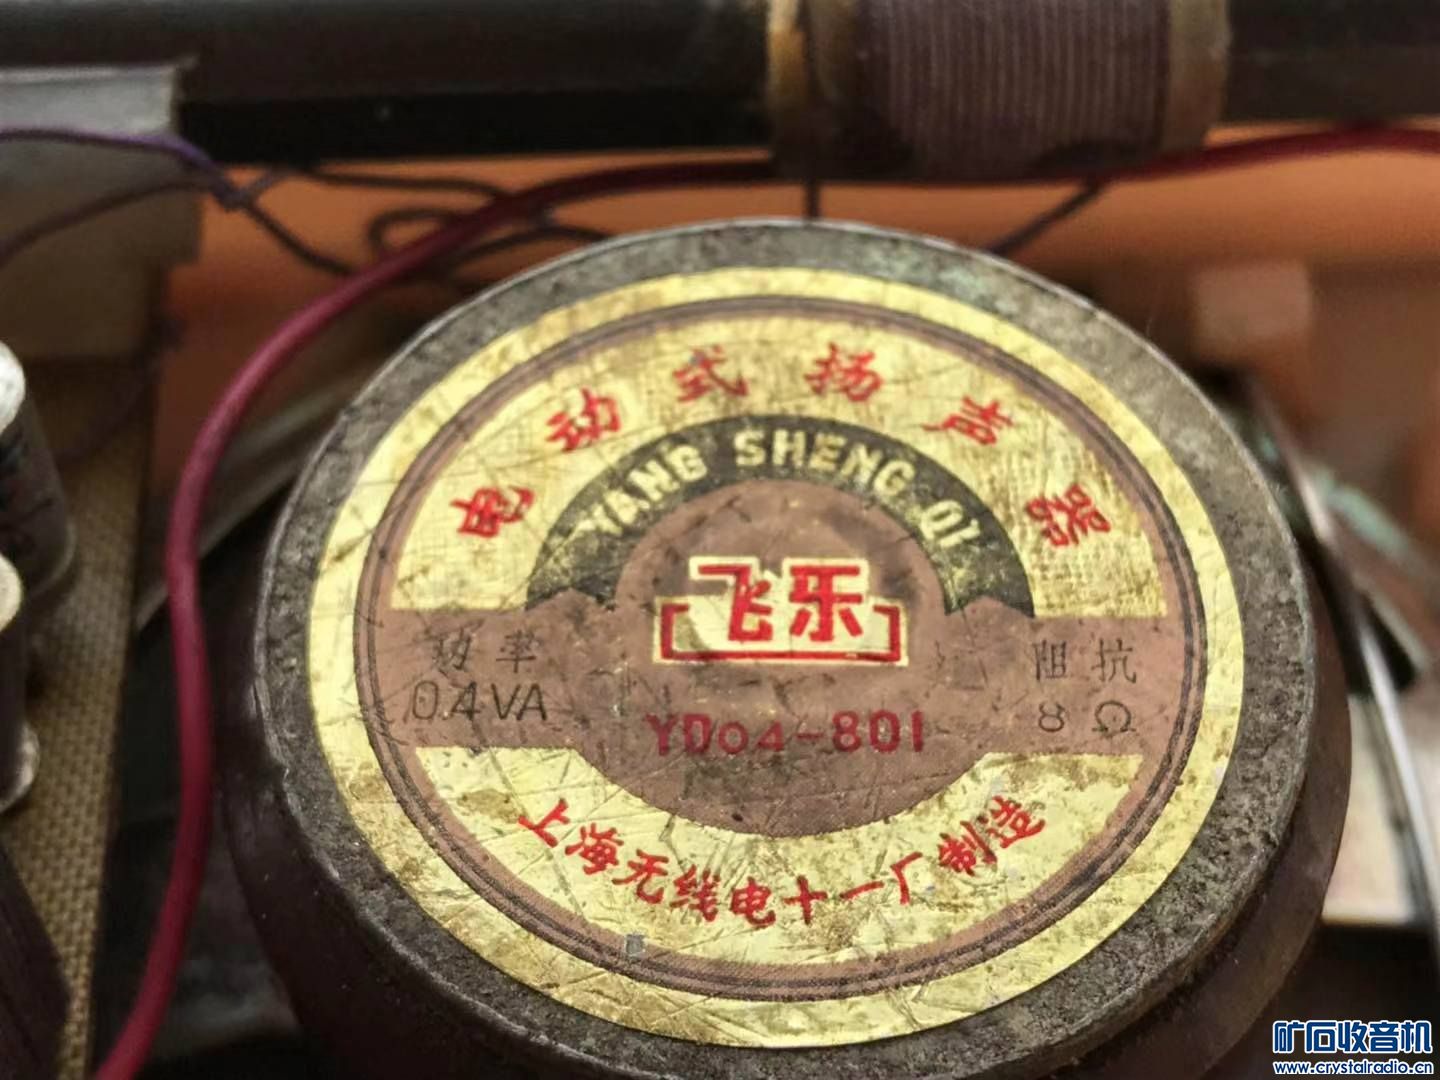 电动式扬声器
YANG SHENG QI
飞乐
功率
0.4VA
阻抗
8Ω
YD04-801
上海无线电十一厂制造
矿石收音机
www.crystalradio.cn